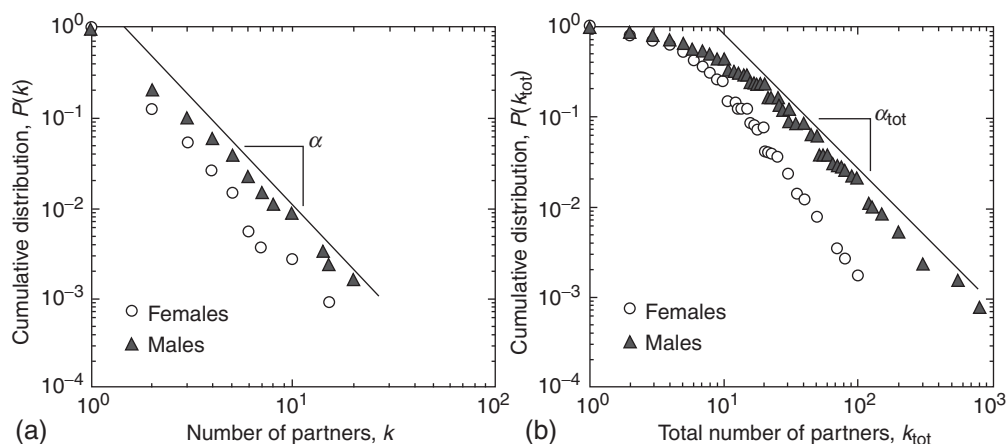 10^0
10^-1
10^-2
10^-3
10^-4
Cumulative distribution, P(k)
α
Females
Males
10^0
10^1
10^2
(a)
Number of partners, k
10^0
10^-1
10^-2
10^-3
10^-4
Cumulative distribution, P(k_tot)
α_tot
Females
Males
10^0
10^1
10^2
10^3
(b)
Total number of partners, k_tot